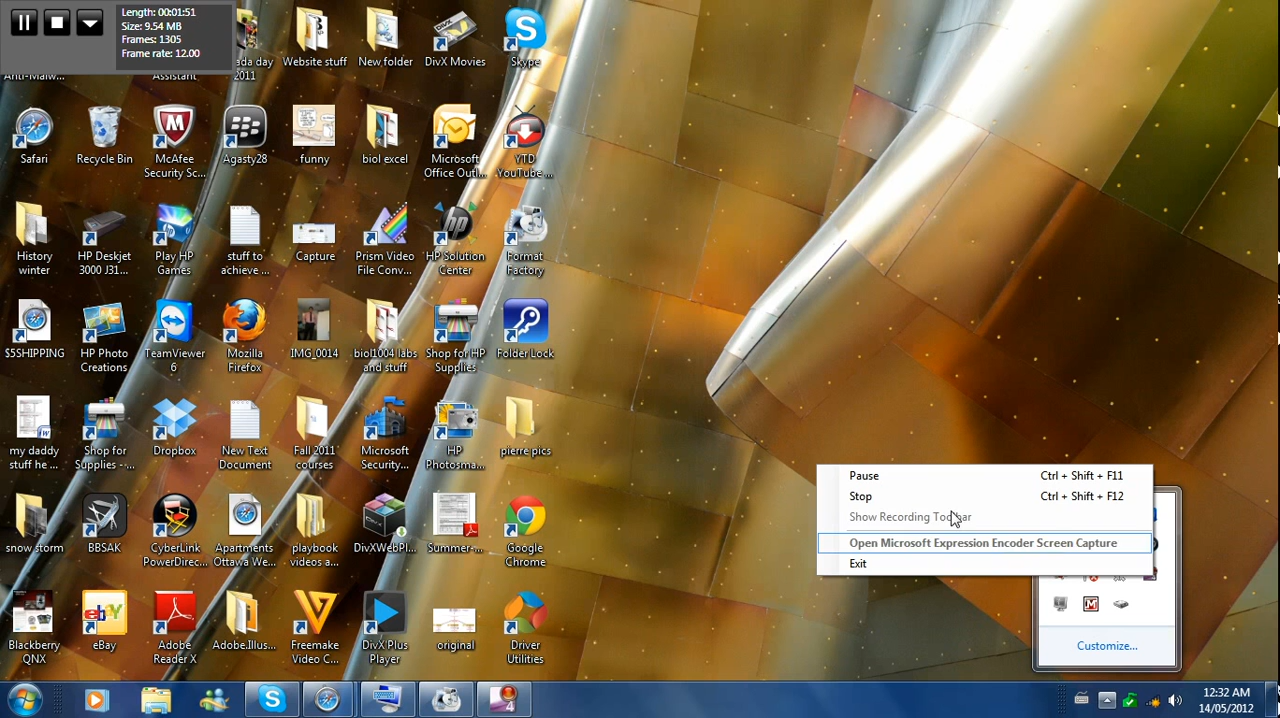 Length: 00:01:51
Size: 9.54 MB
Frames: 1305
Frame rate: 12.00
Anti-Malw...
Assistant
ada day
2011
Website stuff
New folder
DivX Movies
Skype
Safari
Recycle Bin
McAfee
Security Sc...
Agasty28
funny
biol excel
Microsoft
Office Outl...
YTD
YouTube ...
History
winter
HP Deskjet
3000 J31...
Play HP
Games
stuff to
achieve ...
Capture
Prism Video
File Conv...
HP Solution
Center
Format
Factory
$5SHIPPING
HP Photo
Creations
TeamViewer
6
Mozilla
Firefox
IMG_0014
biol1004 labs
and stuff
Shop for HP
Supplies
Folder Lock
my daddy
stuff he ...
Shop for
Supplies - ...
Dropbox
New Text
Document
Fall 2011
courses
Microsoft
Security...
HP
Photosma...
pierre pics
snow storm
BBSAK
CyberLink
PowerDirec...
Apartments
Ottawa We...
playbook
videos a...
DivXWebPl...
Summer-...
Google
Chrome
Blackberry
QNX
eBay
Adobe
Reader X
Adobe.Illus...
Freemake
Video C...
DivX Plus
Player
original
Driver
Utilities
Pause Ctrl + Shift + F11
Stop Ctrl + Shift + F12
Show Recording Toolbar
Open Microsoft Expression Encoder Screen Capture
Exit
Customize...
4
12:32 AM
14/05/2012